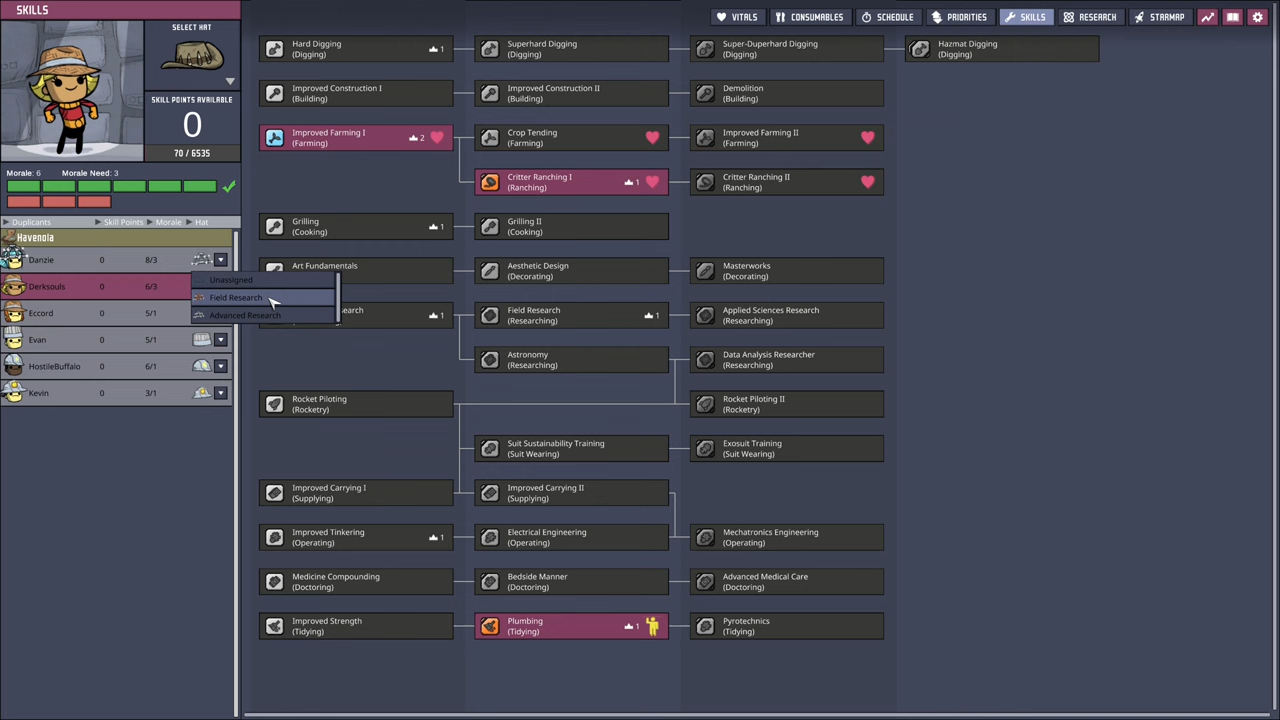 SKILLS
VITALS
CONSUMABLES
SCHEDULE
PRIORITIES
SKILLS
RESEARCH
STARMAP
SELECT HAT
SKILL POINTS AVAILABLE
0
70 / 6535
Morale: 6 Morale Need: 3
Duplicants Skill Points Morale Hat
Havenola
Danzie 0 8/3
Derksouls 0 6/3
Eccord 0 5/1
Evan 0 5/1
HostileBuffalo 0 6/1
Kevin 0 3/1
Unassigned
Field Research
Advanced Research
Hard Digging
(Digging)
1
Superhard Digging
(Digging)
Super-Duperhard Digging
(Digging)
Hazmat Digging
(Digging)
Improved Construction I
(Building)
Improved Construction II
(Building)
Demolition
(Building)
Improved Farming I
(Farming)
2
Crop Tending
(Farming)
Improved Farming II
(Farming)
Critter Ranching I
(Ranching)
1
Critter Ranching II
(Ranching)
Grilling
(Cooking)
1
Grilling II
(Cooking)
Art Fundamentals
Aesthetic Design
(Decorating)
Masterworks
(Decorating)
1
Field Research
(Researching)
1
Applied Sciences Research
(Researching)
Astronomy
(Researching)
Data Analysis Researcher
(Researching)
Rocket Piloting
(Rocketry)
Rocket Piloting II
(Rocketry)
Suit Sustainability Training
(Suit Wearing)
Exosuit Training
(Suit Wearing)
Improved Carrying I
(Supplying)
Improved Carrying II
(Supplying)
Improved Tinkering
(Operating)
1
Electrical Engineering
(Operating)
Mechatronics Engineering
(Operating)
Medicine Compounding
(Doctoring)
Bedside Manner
(Doctoring)
Advanced Medical Care
(Doctoring)
Improved Strength
(Tidying)
Plumbing
(Tidying)
1
Pyrotechnics
(Tidying)